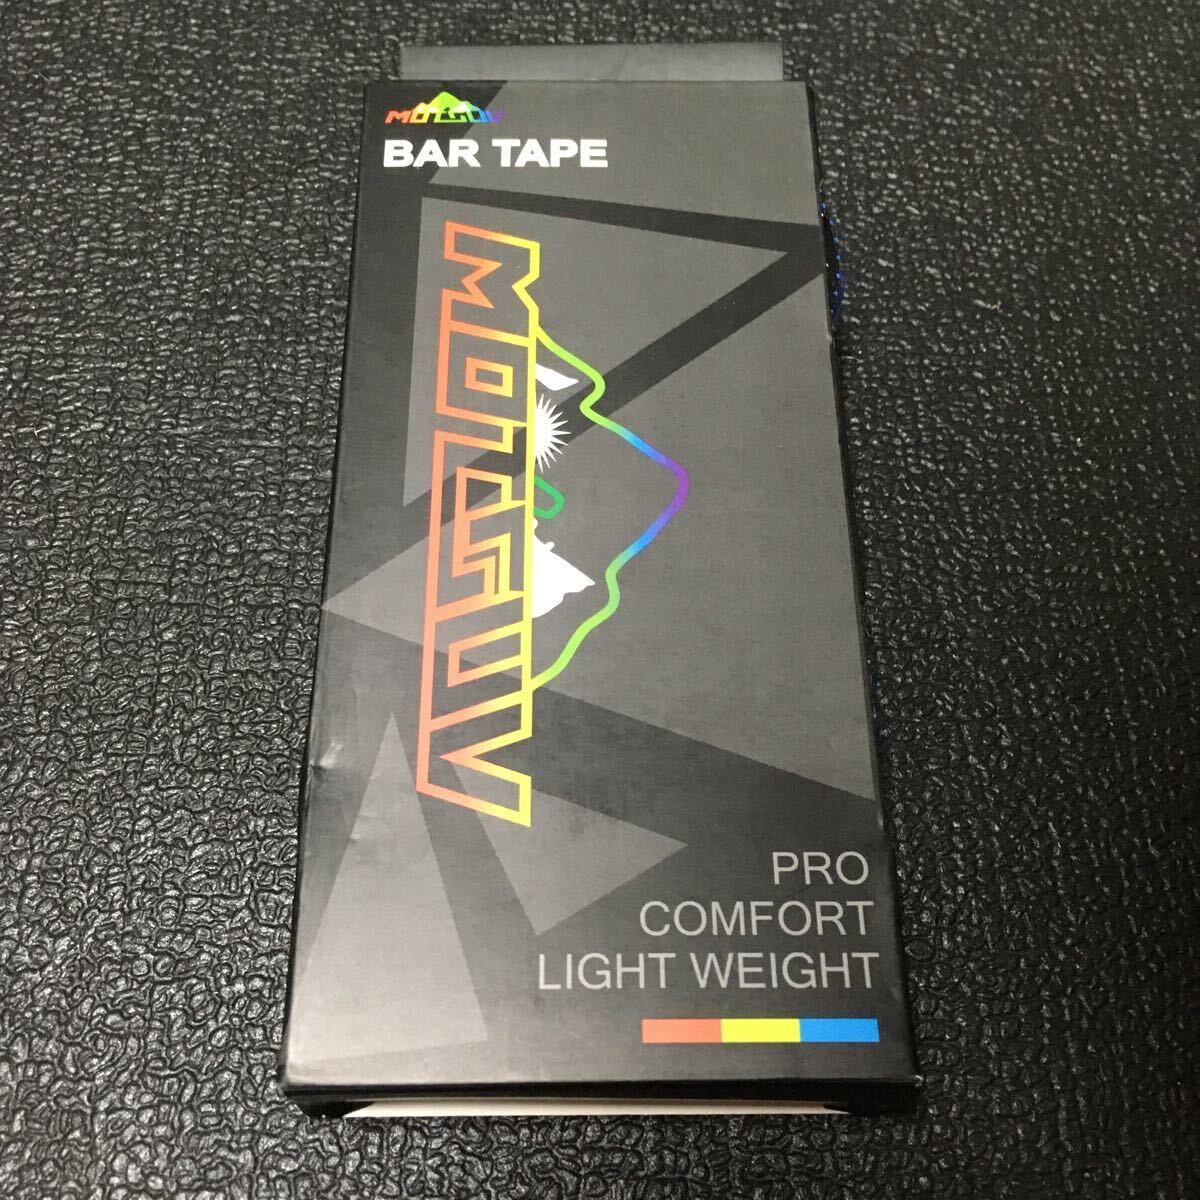 MOTSUV
BAR TAPE
MOTSUV
PRO
COMFORT
LIGHT WEIGHT